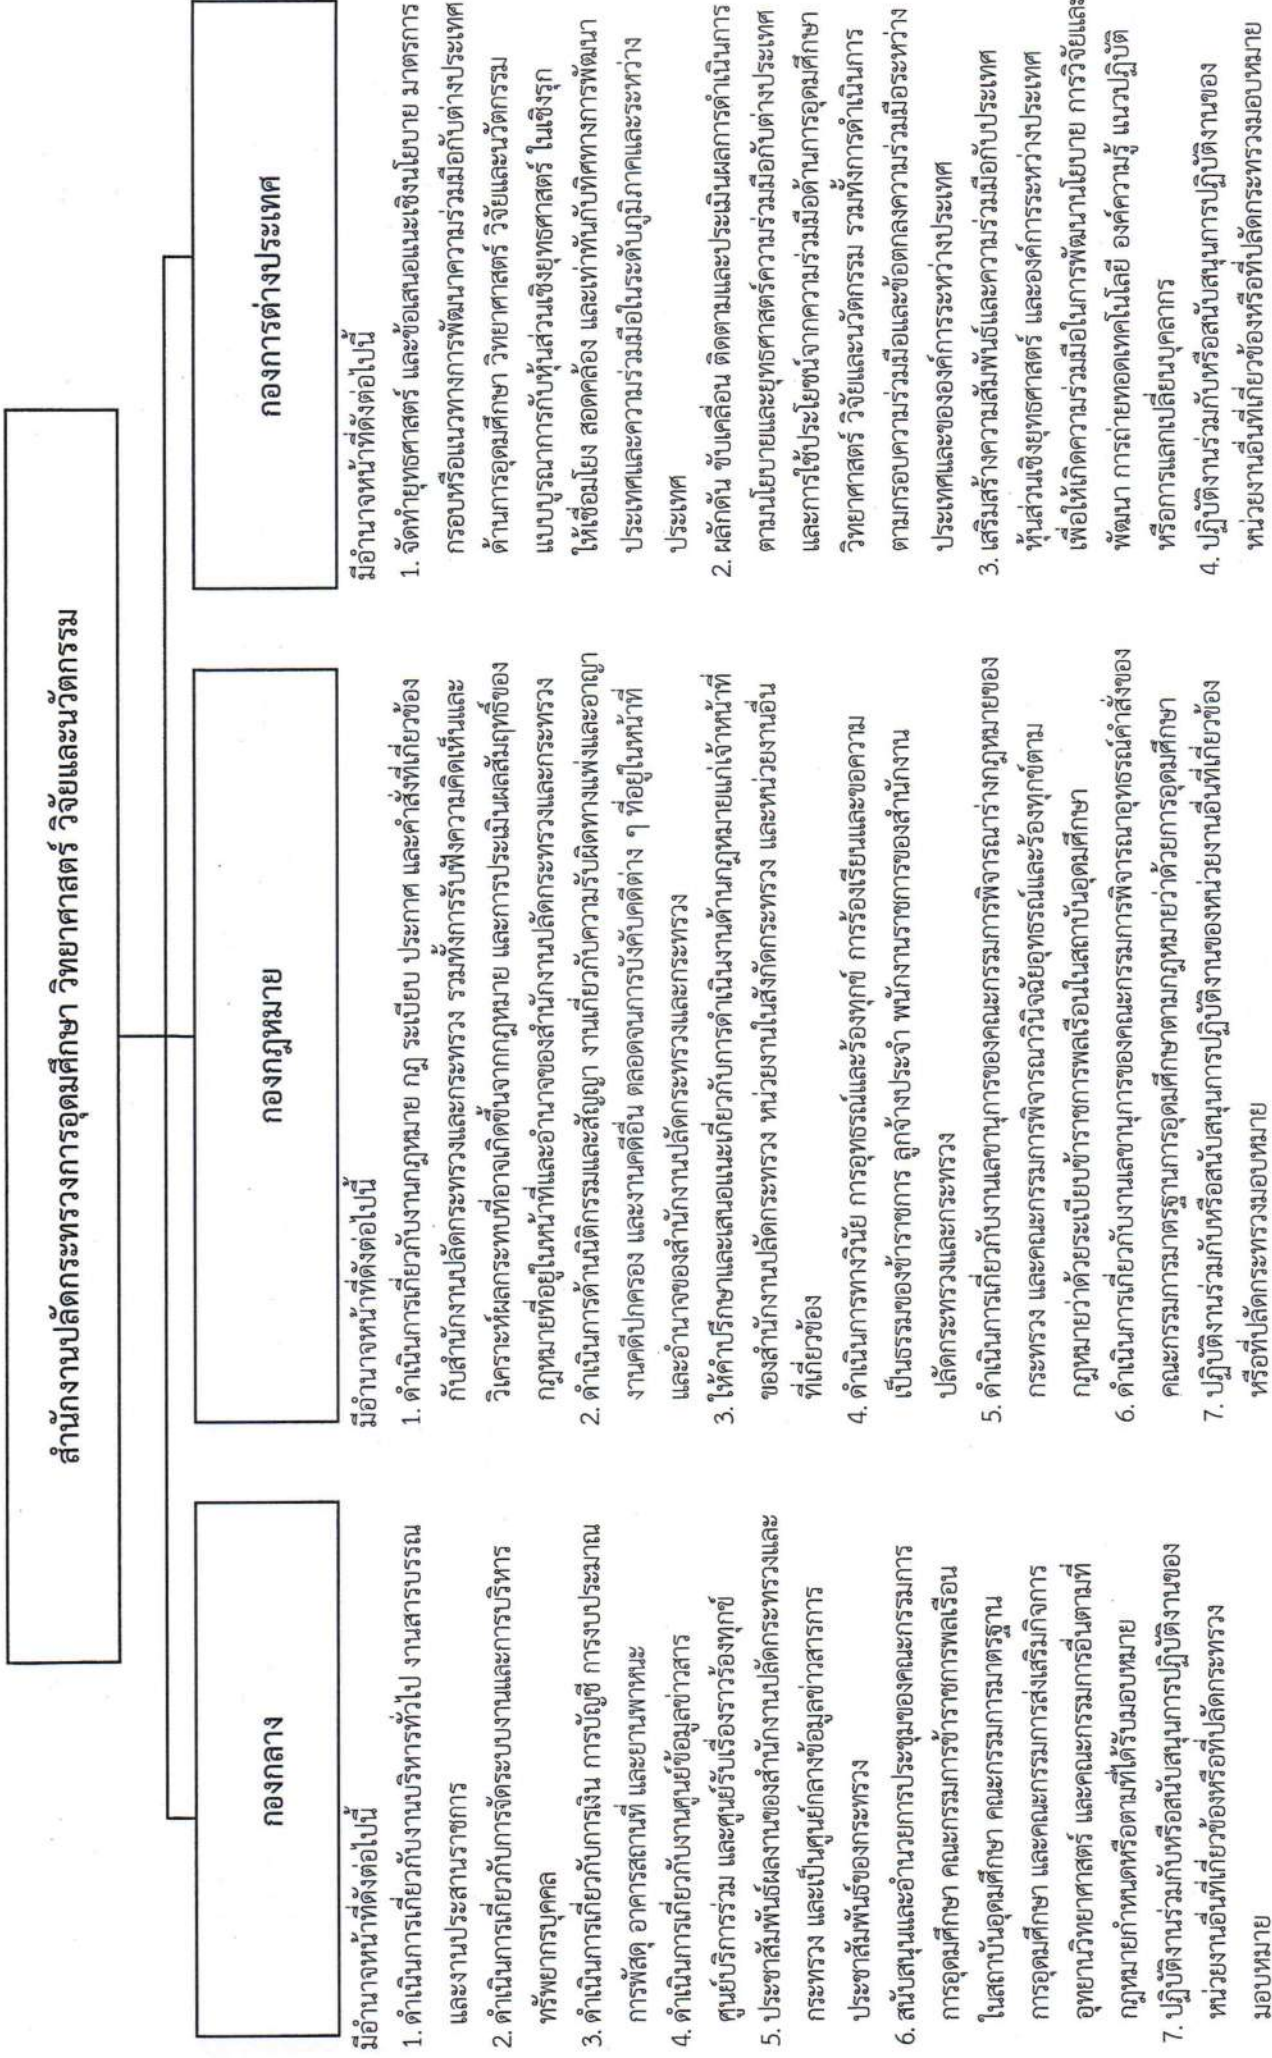 สำนักงานปลัดกระทรวงการอุดมศึกษา วิทยาศาสตร์ วิจัยและนวัตกรรม
กองกลาง
มีอำนาจหน้าที่ดังต่อไปนี้
1. ดำเนินการเกี่ยวกับงานบริหารทั่วไป งานสารบรรณ
และงานประสานราชการ
2. ดำเนินการเกี่ยวกับการจัดระบบงานและการบริหาร
ทรัพยากรบุคคล
3. ดำเนินการเกี่ยวกับการเงิน การบัญชี การงบประมาณ
การพัสดุ อาคารสถานที่ และยานพาหนะ
4. ดำเนินการเกี่ยวกับงานศูนย์ข้อมูลข่าวสาร
ศูนย์บริการร่วม และศูนย์รับเรื่องราวร้องทุกข์
5. ประชาสัมพันธ์ผลงานของสำนักงานปลัดกระทรวงและ
กระทรวง และเป็นศูนย์กลางข้อมูลข่าวสารการ
ประชาสัมพันธ์ของกระทรวง
6. สนับสนุนและอำนวยการประชุมของคณะกรรมการ
การอุดมศึกษา คณะกรรมการข้าราชการพลเรือน
ในสถาบันอุดมศึกษา คณะกรรมการมาตรฐาน
การอุดมศึกษา และคณะกรรมการส่งเสริมกิจการ
อุทยานวิทยาศาสตร์ และคณะกรรมการอื่นตามที่
กฎหมายกำหนดหรือตามที่ได้รับมอบหมาย
7. ปฏิบัติงานร่วมกับหรือสนับสนุนการปฏิบัติงานของ
หน่วยงานอื่นที่เกี่ยวข้องหรือที่ปลัดกระทรวง
มอบหมาย
กองกฎหมาย
มีอำนาจหน้าที่ดังต่อไปนี้
1. ดำเนินการเกี่ยวกับงานกฎหมาย กฎ ระเบียบ ประกาศ และคำสั่งที่เกี่ยวข้อง
กับสำนักงานปลัดกระทรวงและกระทรวง รวมทั้งการรับฟังความคิดเห็นและ
วิเคราะห์ผลกระทบที่อาจเกิดขึ้นจากกฎหมาย และการประเมินผลสัมฤทธิ์ของ
กฎหมายที่อยู่ในหน้าที่และอำนาจของสำนักงานปลัดกระทรวงและกระทรวง
2. ดำเนินการด้านนิติกรรมและสัญญา งานเกี่ยวกับความรับผิดทางแพ่งและอาญา
งานคดีปกครอง และงานคดีอื่น ตลอดจนการบังคับคดีต่าง ๆ ที่อยู่ในหน้าที่
และอำนาจของสำนักงานปลัดกระทรวงและกระทรวง
3. ให้คำปรึกษาและเสนอแนะเกี่ยวกับการดำเนินงานด้านกฎหมายแก่เจ้าหน้าที่
ของสำนักงานปลัดกระทรวง หน่วยงานในสังกัดกระทรวง และหน่วยงานอื่น
ที่เกี่ยวข้อง
4. ดำเนินการทางวินัย การอุทธรณ์และร้องทุกข์ การร้องเรียนและขอความ
เป็นธรรมของข้าราชการ ลูกจ้างประจำ พนักงานราชการของสำนักงาน
ปลัดกระทรวงและกระทรวง
5. ดำเนินการเกี่ยวกับงานเลขานุการของคณะกรรมการพิจารณาร่างกฎหมายของ
กระทรวง และคณะกรรมการพิจารณาวินิจฉัยอุทธรณ์และร้องทุกข์ตาม
กฎหมายว่าด้วยระเบียบข้าราชการพลเรือนในสถาบันอุดมศึกษา
6. ดำเนินการเกี่ยวกับงานเลขานุการของคณะกรรมการพิจารณาอุทธรณ์คำสั่งของ
คณะกรรมการมาตรฐานการอุดมศึกษาตามกฎหมายว่าด้วยการอุดมศึกษา
7. ปฏิบัติงานร่วมกับหรือสนับสนุนการปฏิบัติงานของหน่วยงานอื่นที่เกี่ยวข้อง
หรือที่ปลัดกระทรวงมอบหมาย
กองการต่างประเทศ
มีอำนาจหน้าที่ดังต่อไปนี้
1. จัดทำยุทธศาสตร์ และข้อเสนอแนะเชิงนโยบาย มาตรการ
กรอบหรือแนวทางการพัฒนาความร่วมมือกับต่างประเทศ
ด้านการอุดมศึกษา วิทยาศาสตร์ วิจัยและนวัตกรรม
แบบบูรณาการกับหุ้นส่วนเชิงยุทธศาสตร์ ในเชิงรุก
ให้เชื่อมโยง สอดคล้อง และเท่าทันกับทิศทางการพัฒนา
ประเทศและความร่วมมือในระดับภูมิภาคและระหว่าง
ประเทศ
2. ผลักดัน ขับเคลื่อน ติดตามและประเมินผลการดำเนินการ
ตามนโยบายและยุทธศาสตร์ความร่วมมือกับต่างประเทศ
และการใช้ประโยชน์จากความร่วมมือด้านการอุดมศึกษา
วิทยาศาสตร์ วิจัยและนวัตกรรม รวมทั้งการดำเนินการ
ตามกรอบความร่วมมือและข้อตกลงความร่วมมือระหว่าง
ประเทศและขององค์การระหว่างประเทศ
3. เสริมสร้างความสัมพันธ์และความร่วมมือกับประเทศ
หุ้นส่วนเชิงยุทธศาสตร์ และองค์การระหว่างประเทศ
เพื่อให้เกิดความร่วมมือในการพัฒนานโยบาย การวิจัยและ
พัฒนา การถ่ายทอดเทคโนโลยี องค์ความรู้ แนวปฏิบัติ
หรือการแลกเปลี่ยนบุคลากร
4. ปฏิบัติงานร่วมกับหรือสนับสนุนการปฏิบัติงานของ
หน่วยงานอื่นที่เกี่ยวข้องหรือที่ปลัดกระทรวงมอบหมาย